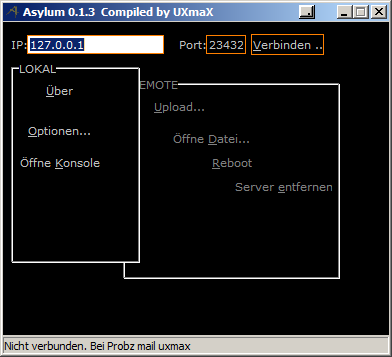 Asylum 0.1.3 Compiled by UXmaX
IP: 127.0.0.1 Port: 23432 Verbinden ..
LOKAL
EMOTE
Über
Upload...
Optionen...
Öffne Datei...
Öffne Konsole
Reboot
Server entfernen
Nicht verbunden. Bei Probz mail uxmax